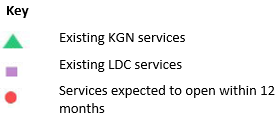 Key
Existing KGN services
Existing LDC services
Services expected to open within 12
months